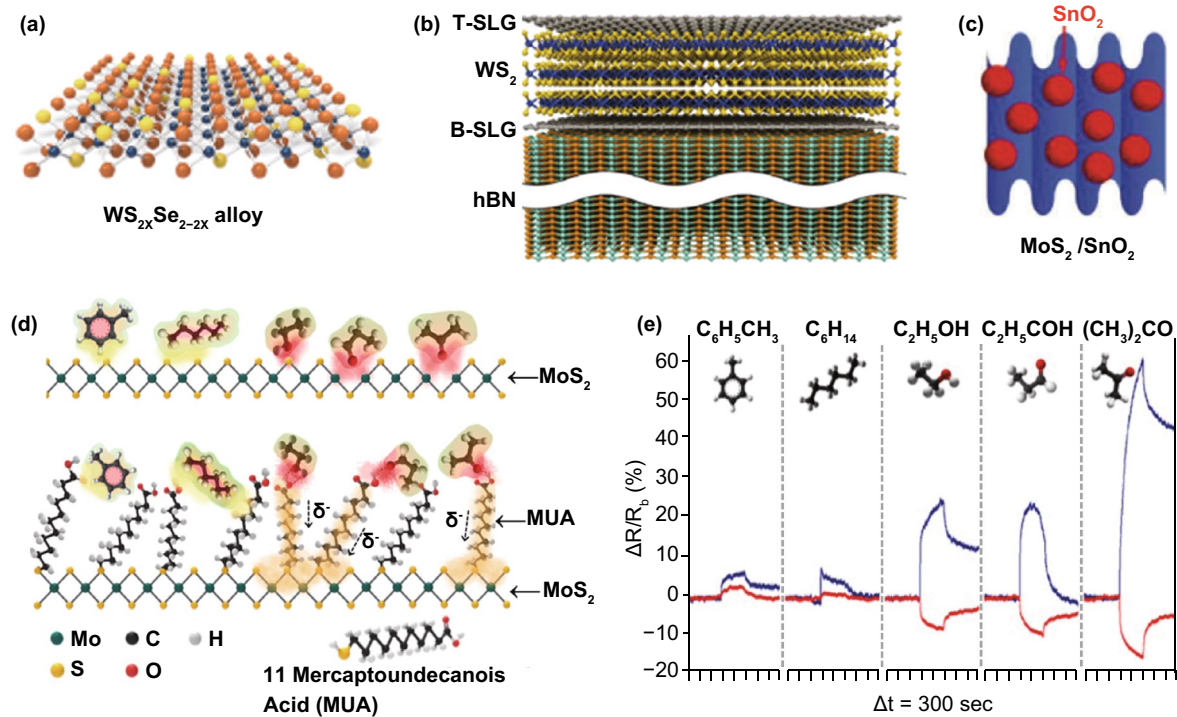 (a)
WS₂ₓSe₂₋₂ₓ alloy
(b)
T-SLG
WS₂
B-SLG
hBN
(c)
SnO₂
MoS₂ /SnO₂
(d)
MoS₂
δ⁻
δ⁻
δ⁻
MUA
MoS₂
Mo C H
S O
11 Mercaptoundecanois
Acid (MUA)
(e)
C₆H₅CH₃ C₆H₁₄ C₂H₅OH C₂H₅COH (CH₃)₂CO
ΔR/R_b (%)
60
50
40
30
20
10
0
−10
−20
Δt = 300 sec